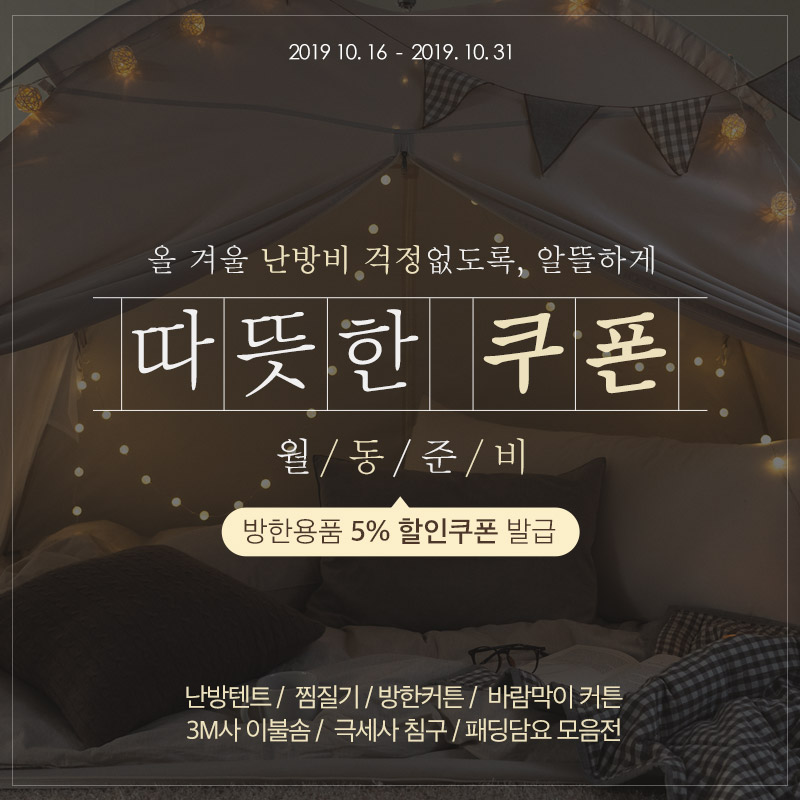 2019 10. 16 - 2019. 10. 31
올 겨울 난방비 걱정없도록, 알뜰하게
따뜻한 쿠폰
월/동/준/비
방한용품 5% 할인쿠폰 발급
난방텐트 / 찜질기 / 방한커튼 / 바람막이 커튼
3M사 이불솜 / 극세사 침구 / 패딩담요 모음전